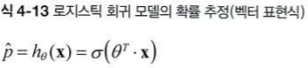 식 4-13 로지스틱 회귀 모델의 확률 추정(벡터 표현식)
p̂ = h_θ(𝐱) = σ(θ^T · 𝐱)